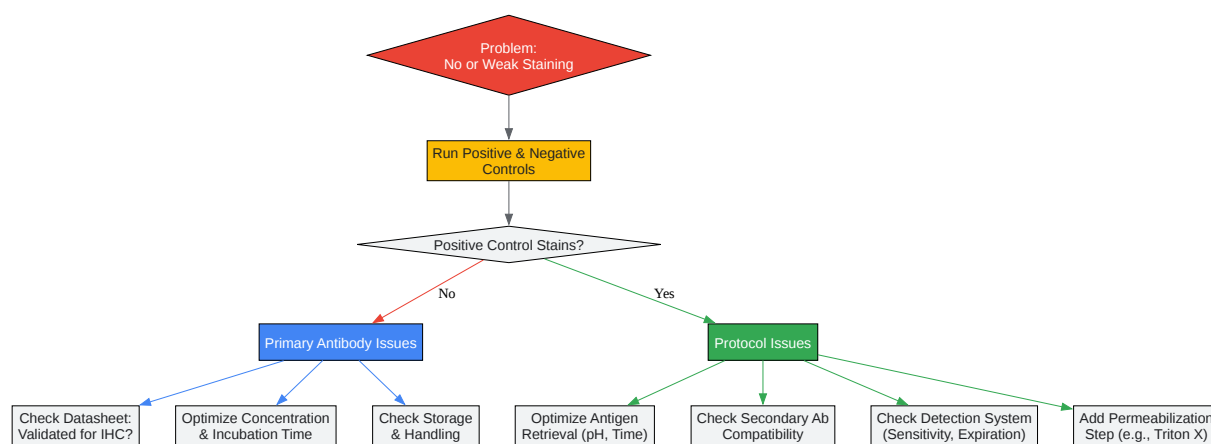 Problem:
No or Weak Staining
Run Positive & Negative
Controls
Positive Control Stains?
No
Yes
Primary Antibody Issues
Protocol Issues
Check Datasheet:
Validated for IHC?
Optimize Concentration
& Incubation Time
Check Storage
& Handling
Optimize Antigen
Retrieval (pH, Time)
Check Secondary Ab
Compatibility
Check Detection System
(Sensitivity, Expiration)
Add Permeabilization
Step (e.g., Triton X)